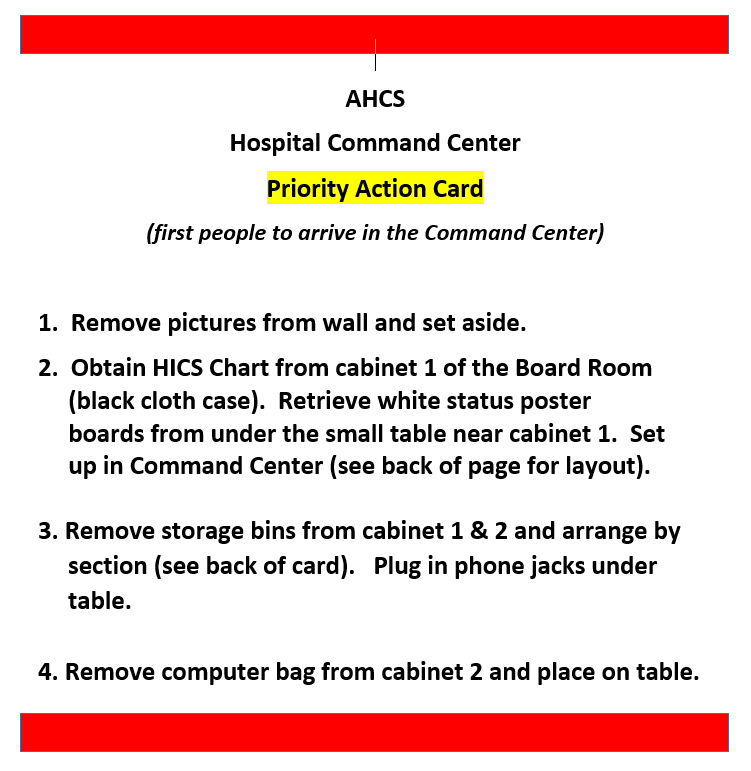 AHCS
Hospital Command Center
Priority Action Card
(first people to arrive in the Command Center)
1. Remove pictures from wall and set aside.
2. Obtain HICS Chart from cabinet 1 of the Board Room
(black cloth case). Retrieve white status poster
boards from under the small table near cabinet 1. Set
up in Command Center (see back of page for layout).
3. Remove storage bins from cabinet 1 & 2 and arrange by
section (see back of card). Plug in phone jacks under
table.
4. Remove computer bag from cabinet 2 and place on table.